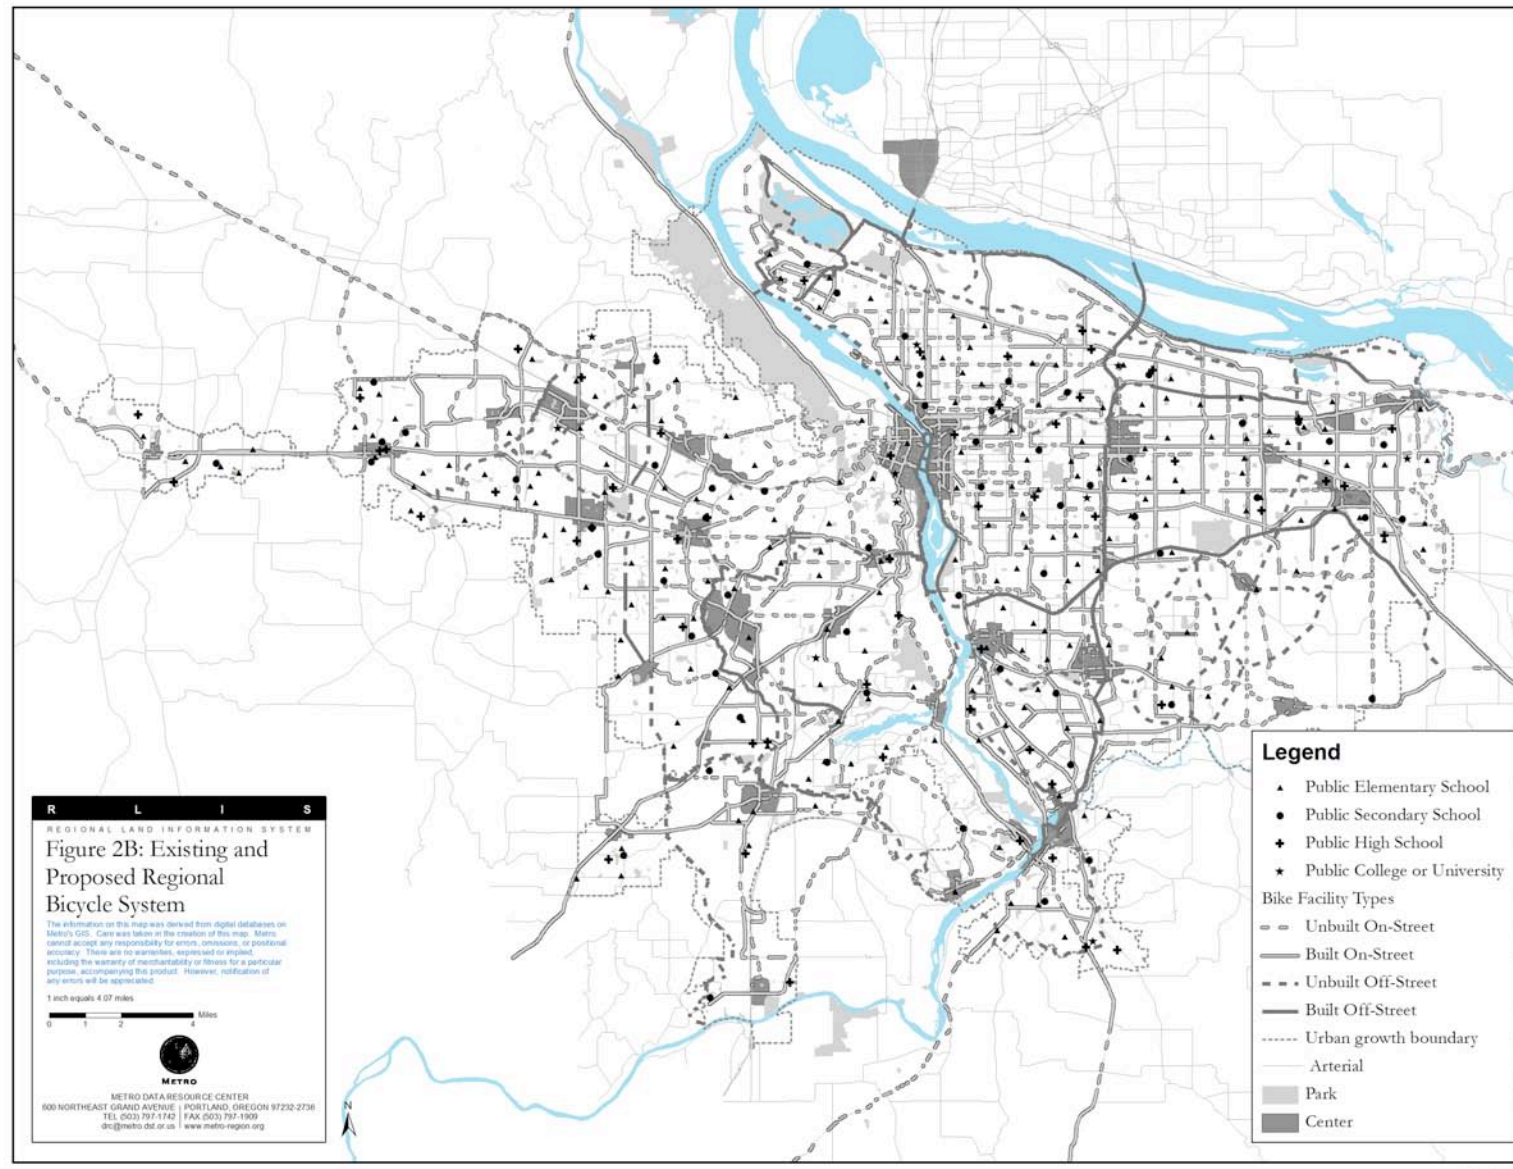 R L I S
REGIONAL LAND INFORMATION SYSTEM
Figure 2B: Existing and
Proposed Regional
Bicycle System
The information on this map was derived from digital databases on
Metro's GIS. Care was taken in the creation of this map. Metro
cannot accept any responsibility for errors, omissions, or positional
accuracy. There are no warranties, expressed or implied,
including the warranty of merchantability or fitness for a particular
purpose, accompanying this product. However, notification of
any errors will be appreciated.
1 inch equals 4.07 miles
Miles
0 1 2 4
METRO
METRO DATA RESOURCE CENTER
600 NORTHEAST GRAND AVENUE | PORTLAND, OREGON 97232-2736
TEL (503) 797-1742 | FAX (503) 797-1909
drc@metro.dst.or.us | www.metro-region.org
N
Legend
Public Elementary School
Public Secondary School
Public High School
Public College or University
Bike Facility Types
Unbuilt On-Street
Built On-Street
Unbuilt Off-Street
Built Off-Street
Urban growth boundary
Arterial
Park
Center